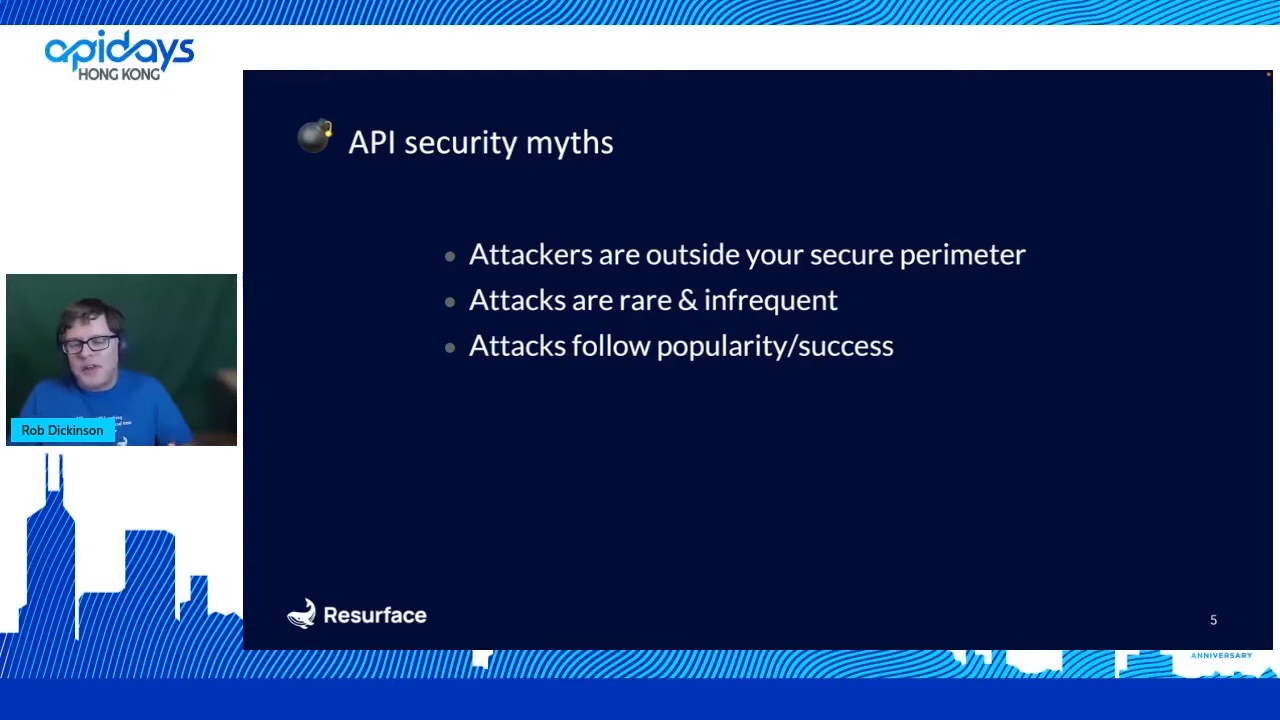 apidays
HONG KONG
API security myths
Attackers are outside your secure perimeter
Attacks are rare & infrequent
Attacks follow popularity/success
Rob Dickinson
Resurface
5
ANNIVERSARY